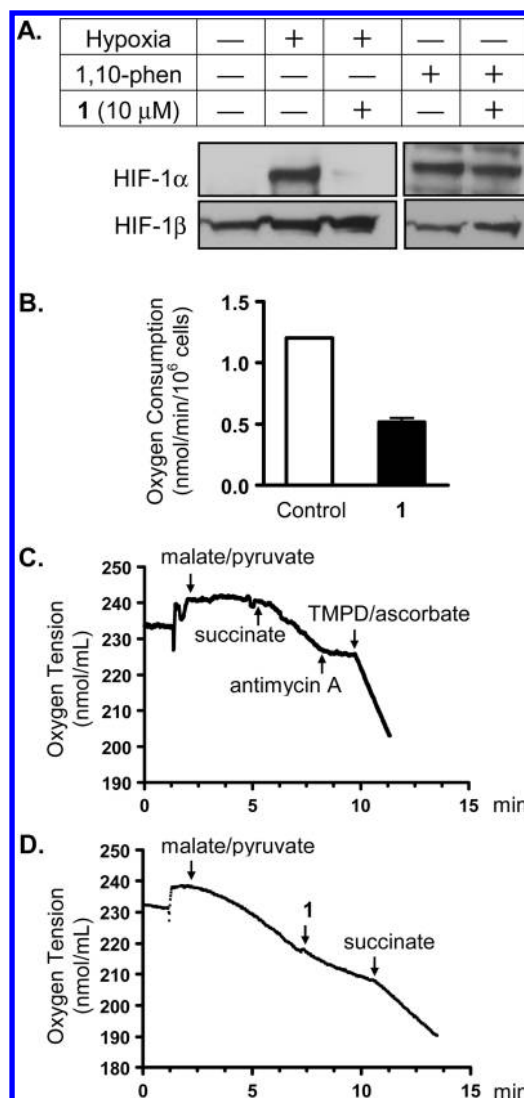 A.
Hypoxia — + + — —
1,10-phen — — — + +
1 (10 μM) — — + — +
HIF-1α
HIF-1β
B.
Oxygen Consumption
(nmol/min/10⁶ cells)
1.5
1.0
0.5
0.0
Control 1
C.
malate/pyruvate
succinate
TMPD/ascorbate
antimycin A
Oxygen Tension
(nmol/mL)
250
240
230
220
210
200
190
0 5 10 15 min
D.
malate/pyruvate
1
succinate
Oxygen Tension
(nmol/mL)
250
240
230
220
210
200
190
180
0 5 10 15 min